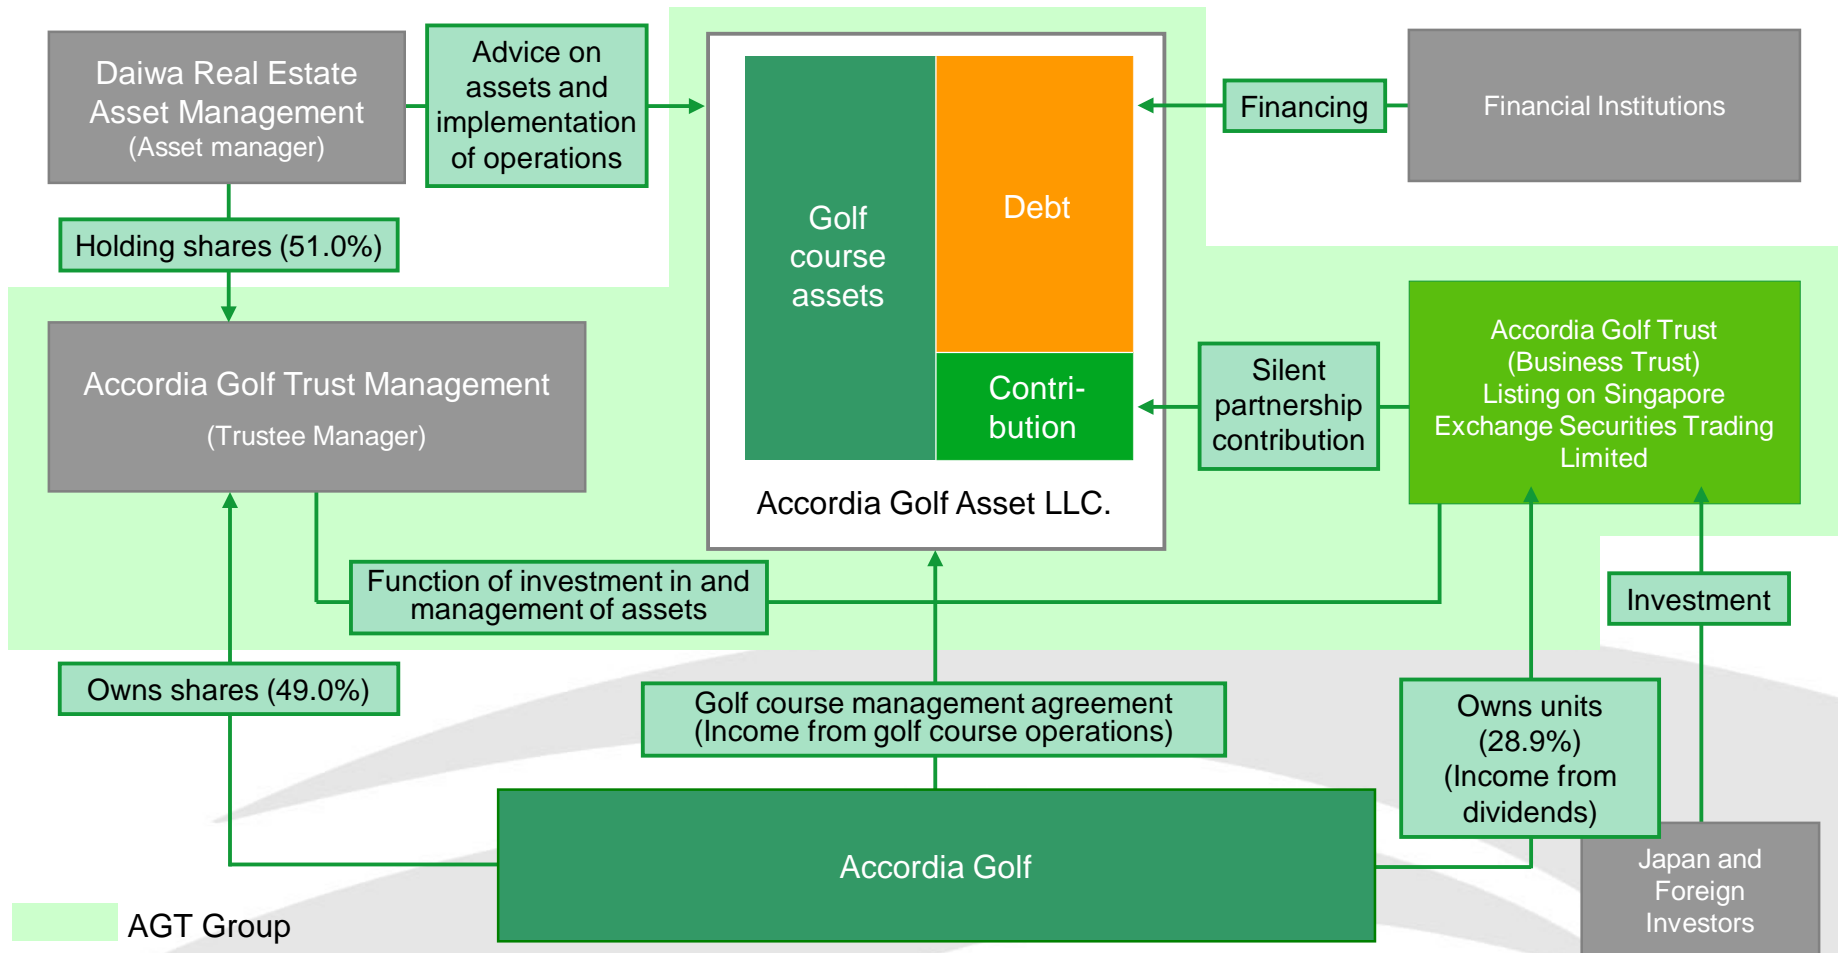 Daiwa Real Estate
Asset Management
(Asset manager)
Advice on
assets and
implementation
of operations
Golf
course
assets
Debt
Contri-
bution
Accordia Golf Asset LLC.
Financing
Financial Institutions
Holding shares (51.0%)
Accordia Golf Trust Management
(Trustee Manager)
Silent
partnership
contribution
Accordia Golf Trust
(Business Trust)
Listing on Singapore
Exchange Securities Trading
Limited
Function of investment in and
management of assets
Investment
Owns shares (49.0%)
Golf course management agreement
(Income from golf course operations)
Owns units
(28.9%)
(Income from
dividends)
Accordia Golf
Japan and
Foreign
Investors
AGT Group